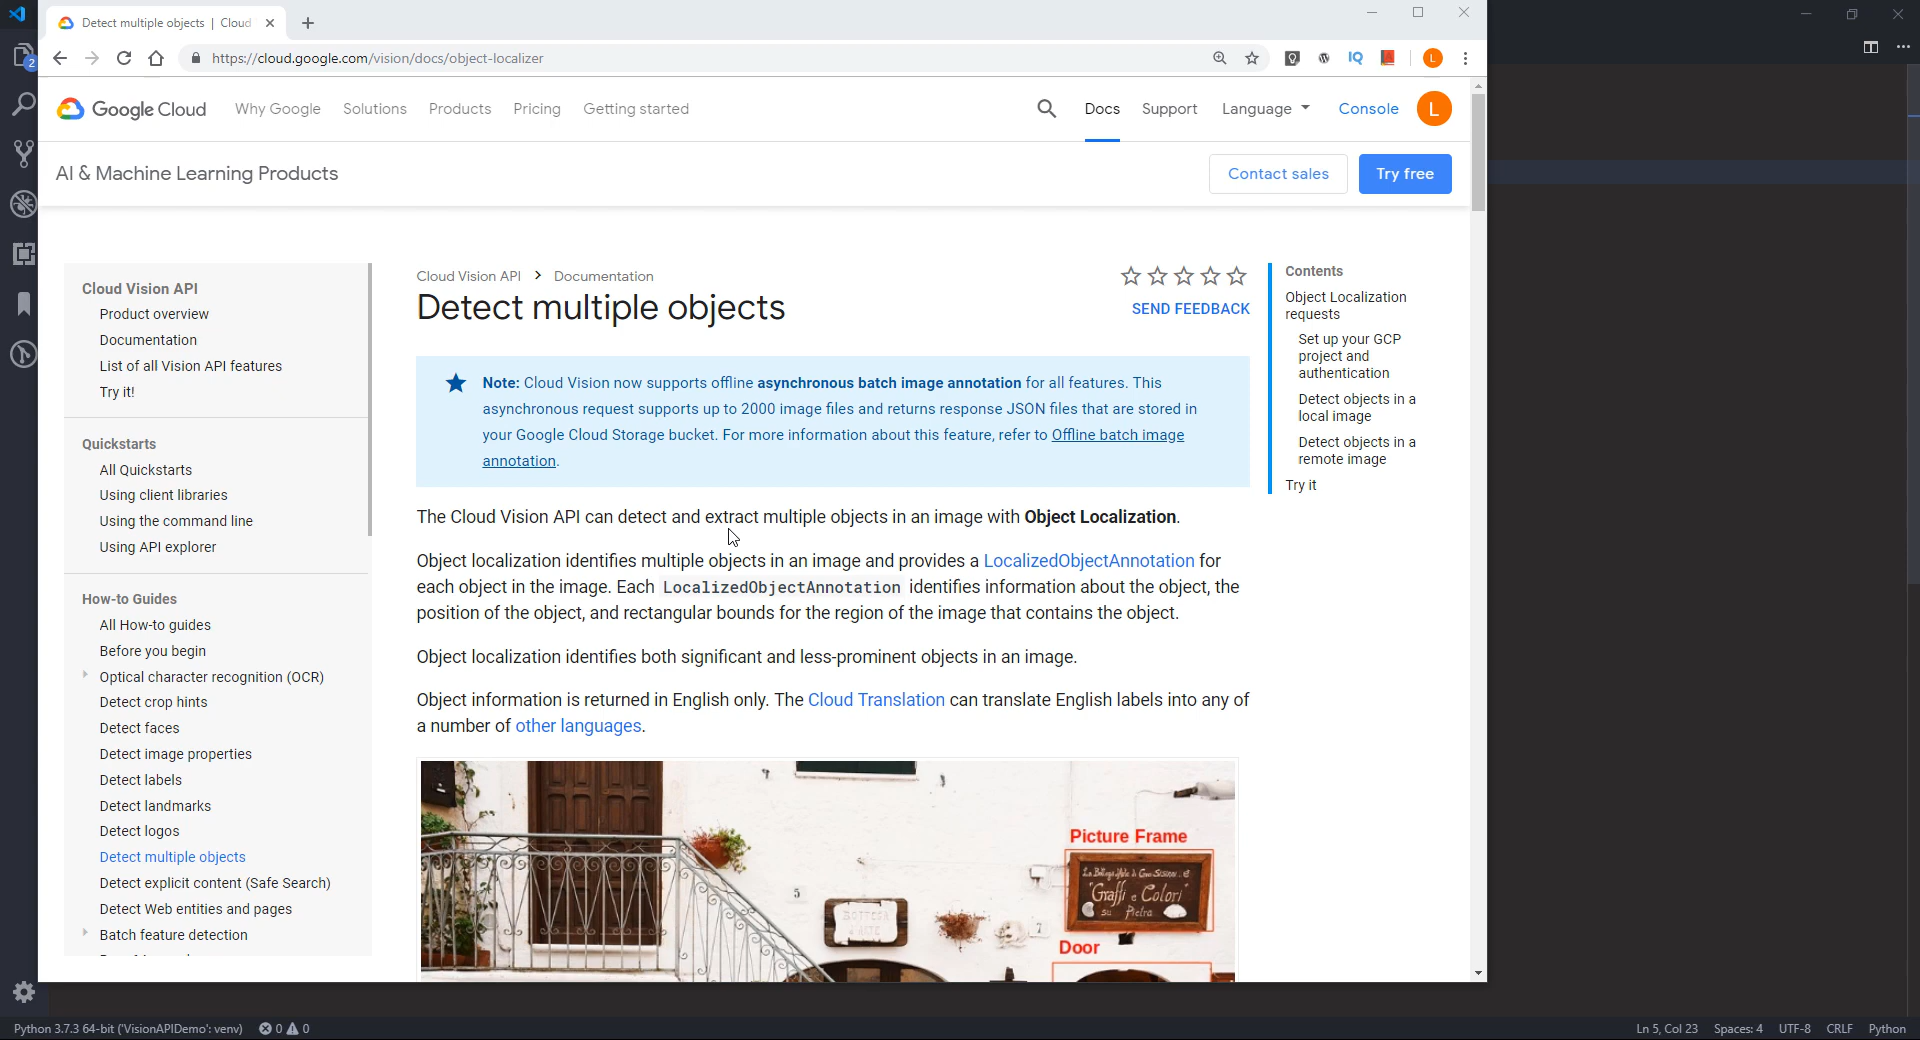 Detect multiple objects | Cloud
https://cloud.google.com/vision/docs/object-localizer
IQ
L
2
Google Cloud
Why Google
Solutions
Products
Pricing
Getting started
Docs
Support
Language
Console
L
AI & Machine Learning Products
Contact sales
Try free
Cloud Vision API
Product overview
Documentation
List of all Vision API features
Try it!
Quickstarts
All Quickstarts
Using client libraries
Using the command line
Using API explorer
How-to Guides
All How-to guides
Before you begin
Optical character recognition (OCR)
Detect crop hints
Detect faces
Detect image properties
Detect labels
Detect landmarks
Detect logos
Detect multiple objects
Detect explicit content (Safe Search)
Detect Web entities and pages
Batch feature detection
Cloud Vision API > Documentation
Detect multiple objects
SEND FEEDBACK
Note: Cloud Vision now supports offline asynchronous batch image annotation for all features. This
asynchronous request supports up to 2000 image files and returns response JSON files that are stored in
your Google Cloud Storage bucket. For more information about this feature, refer to Offline batch image
annotation.
The Cloud Vision API can detect and extract multiple objects in an image with Object Localization.
Object localization identifies multiple objects in an image and provides a LocalizedObjectAnnotation for
each object in the image. Each LocalizedObjectAnnotation identifies information about the object, the
position of the object, and rectangular bounds for the region of the image that contains the object.
Object localization identifies both significant and less-prominent objects in an image.
Object information is returned in English only. The Cloud Translation can translate English labels into any of
a number of other languages.
Picture Frame
"Graffi e Colori"
su Pietra
5
BOTTEGA
D'ARTE
7
Door
Contents
Object Localization
requests
Set up your GCP
project and
authentication
Detect objects in a
local image
Detect objects in a
remote image
Try it
Python 3.7.3 64-bit ('VisionAPIDemo': venv)
0
0
Ln 5, Col 23
Spaces: 4
UTF-8
CRLF
Python